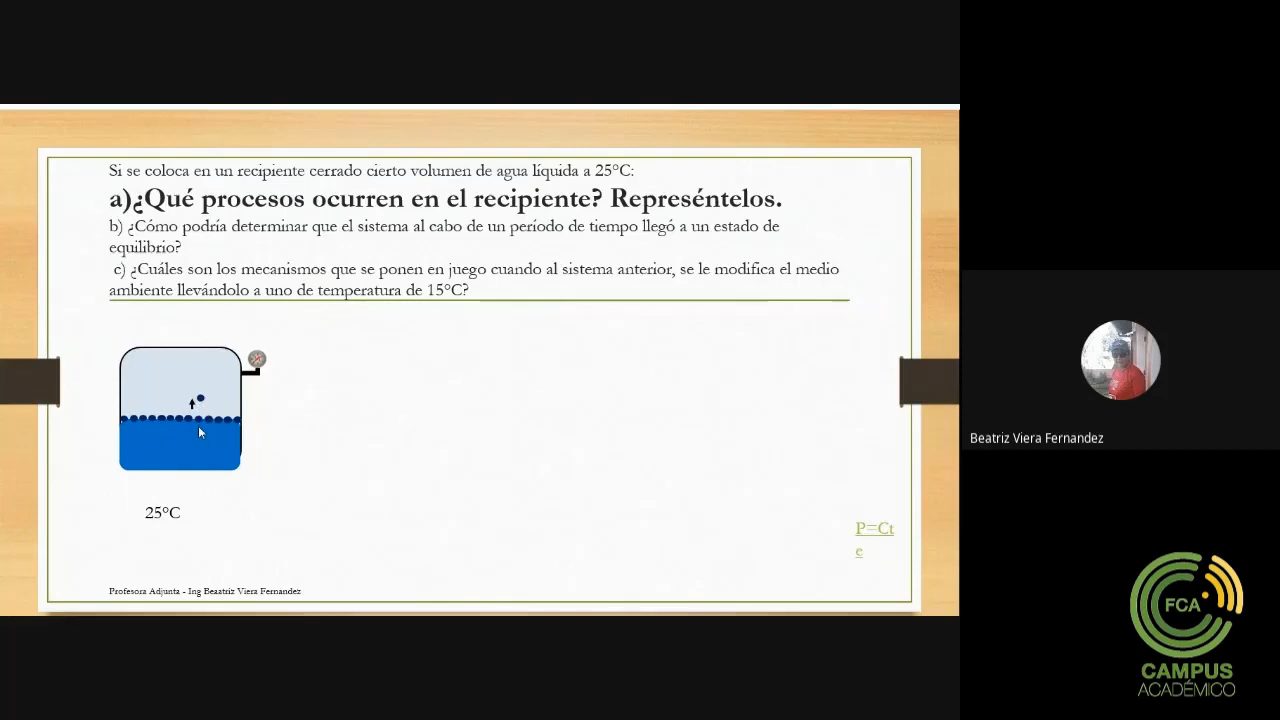 Si se coloca en un recipiente cerrado cierto volumen de agua líquida a 25°C:
a)¿Qué procesos ocurren en el recipiente? Represéntelos.
b) ¿Cómo podría determinar que el sistema al cabo de un período de tiempo llegó a un estado de
equilibrio?
c) ¿Cuáles son los mecanismos que se ponen en juego cuando al sistema anterior, se le modifica el medio
ambiente llevándolo a uno de temperatura de 15°C?
25°C
P=Ct
e
Profesora Adjunta - Ing Beaatriz Viera Fernandez
Beatriz Viera Fernandez
FCA
CAMPUS
ACADÉMICO